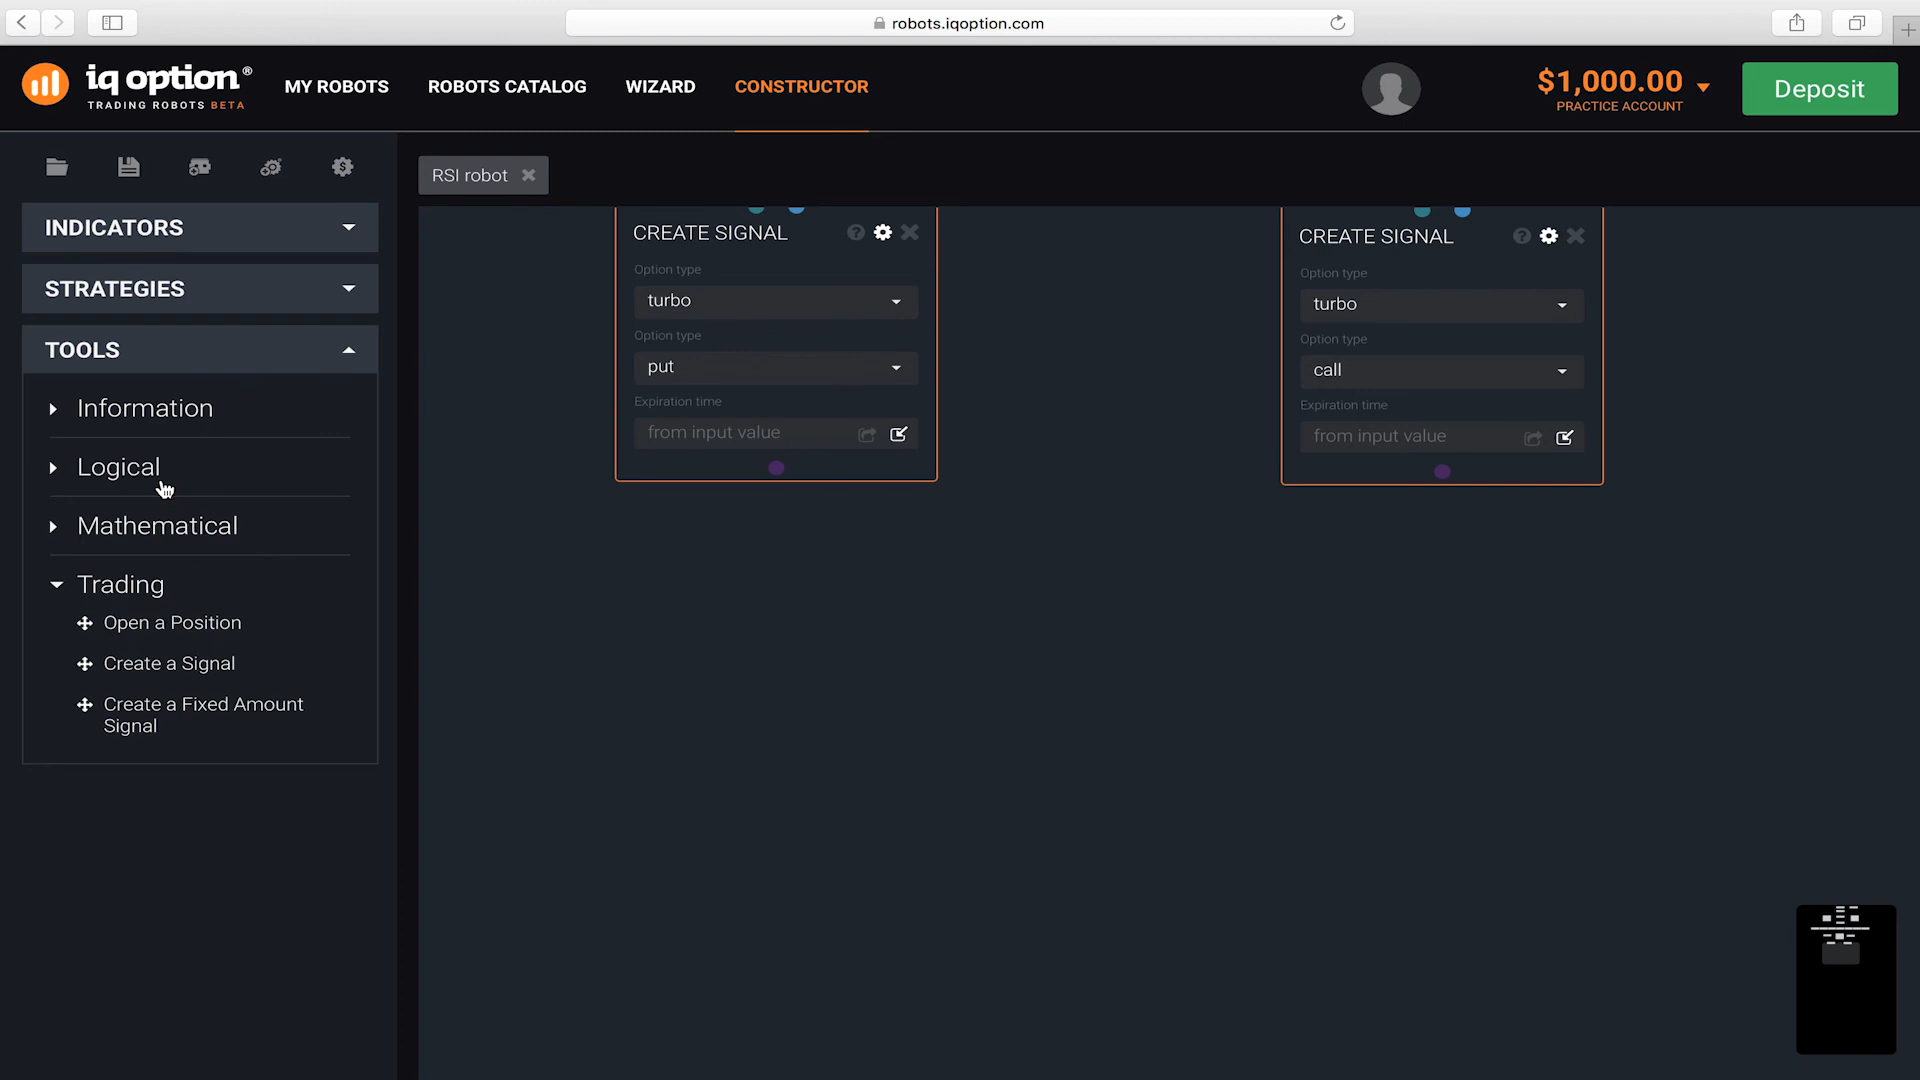 robots.iqoption.com
iq option®
TRADING ROBOTS BETA
MY ROBOTS
ROBOTS CATALOG
WIZARD
CONSTRUCTOR
$1,000.00
PRACTICE ACCOUNT
Deposit
RSI robot
INDICATORS
STRATEGIES
TOOLS
Information
Logical
Mathematical
Trading
Open a Position
Create a Signal
Create a Fixed Amount
Signal
CREATE SIGNAL
Option type
turbo
Option type
put
Expiration time
from input value
CREATE SIGNAL
Option type
turbo
Option type
call
Expiration time
from input value